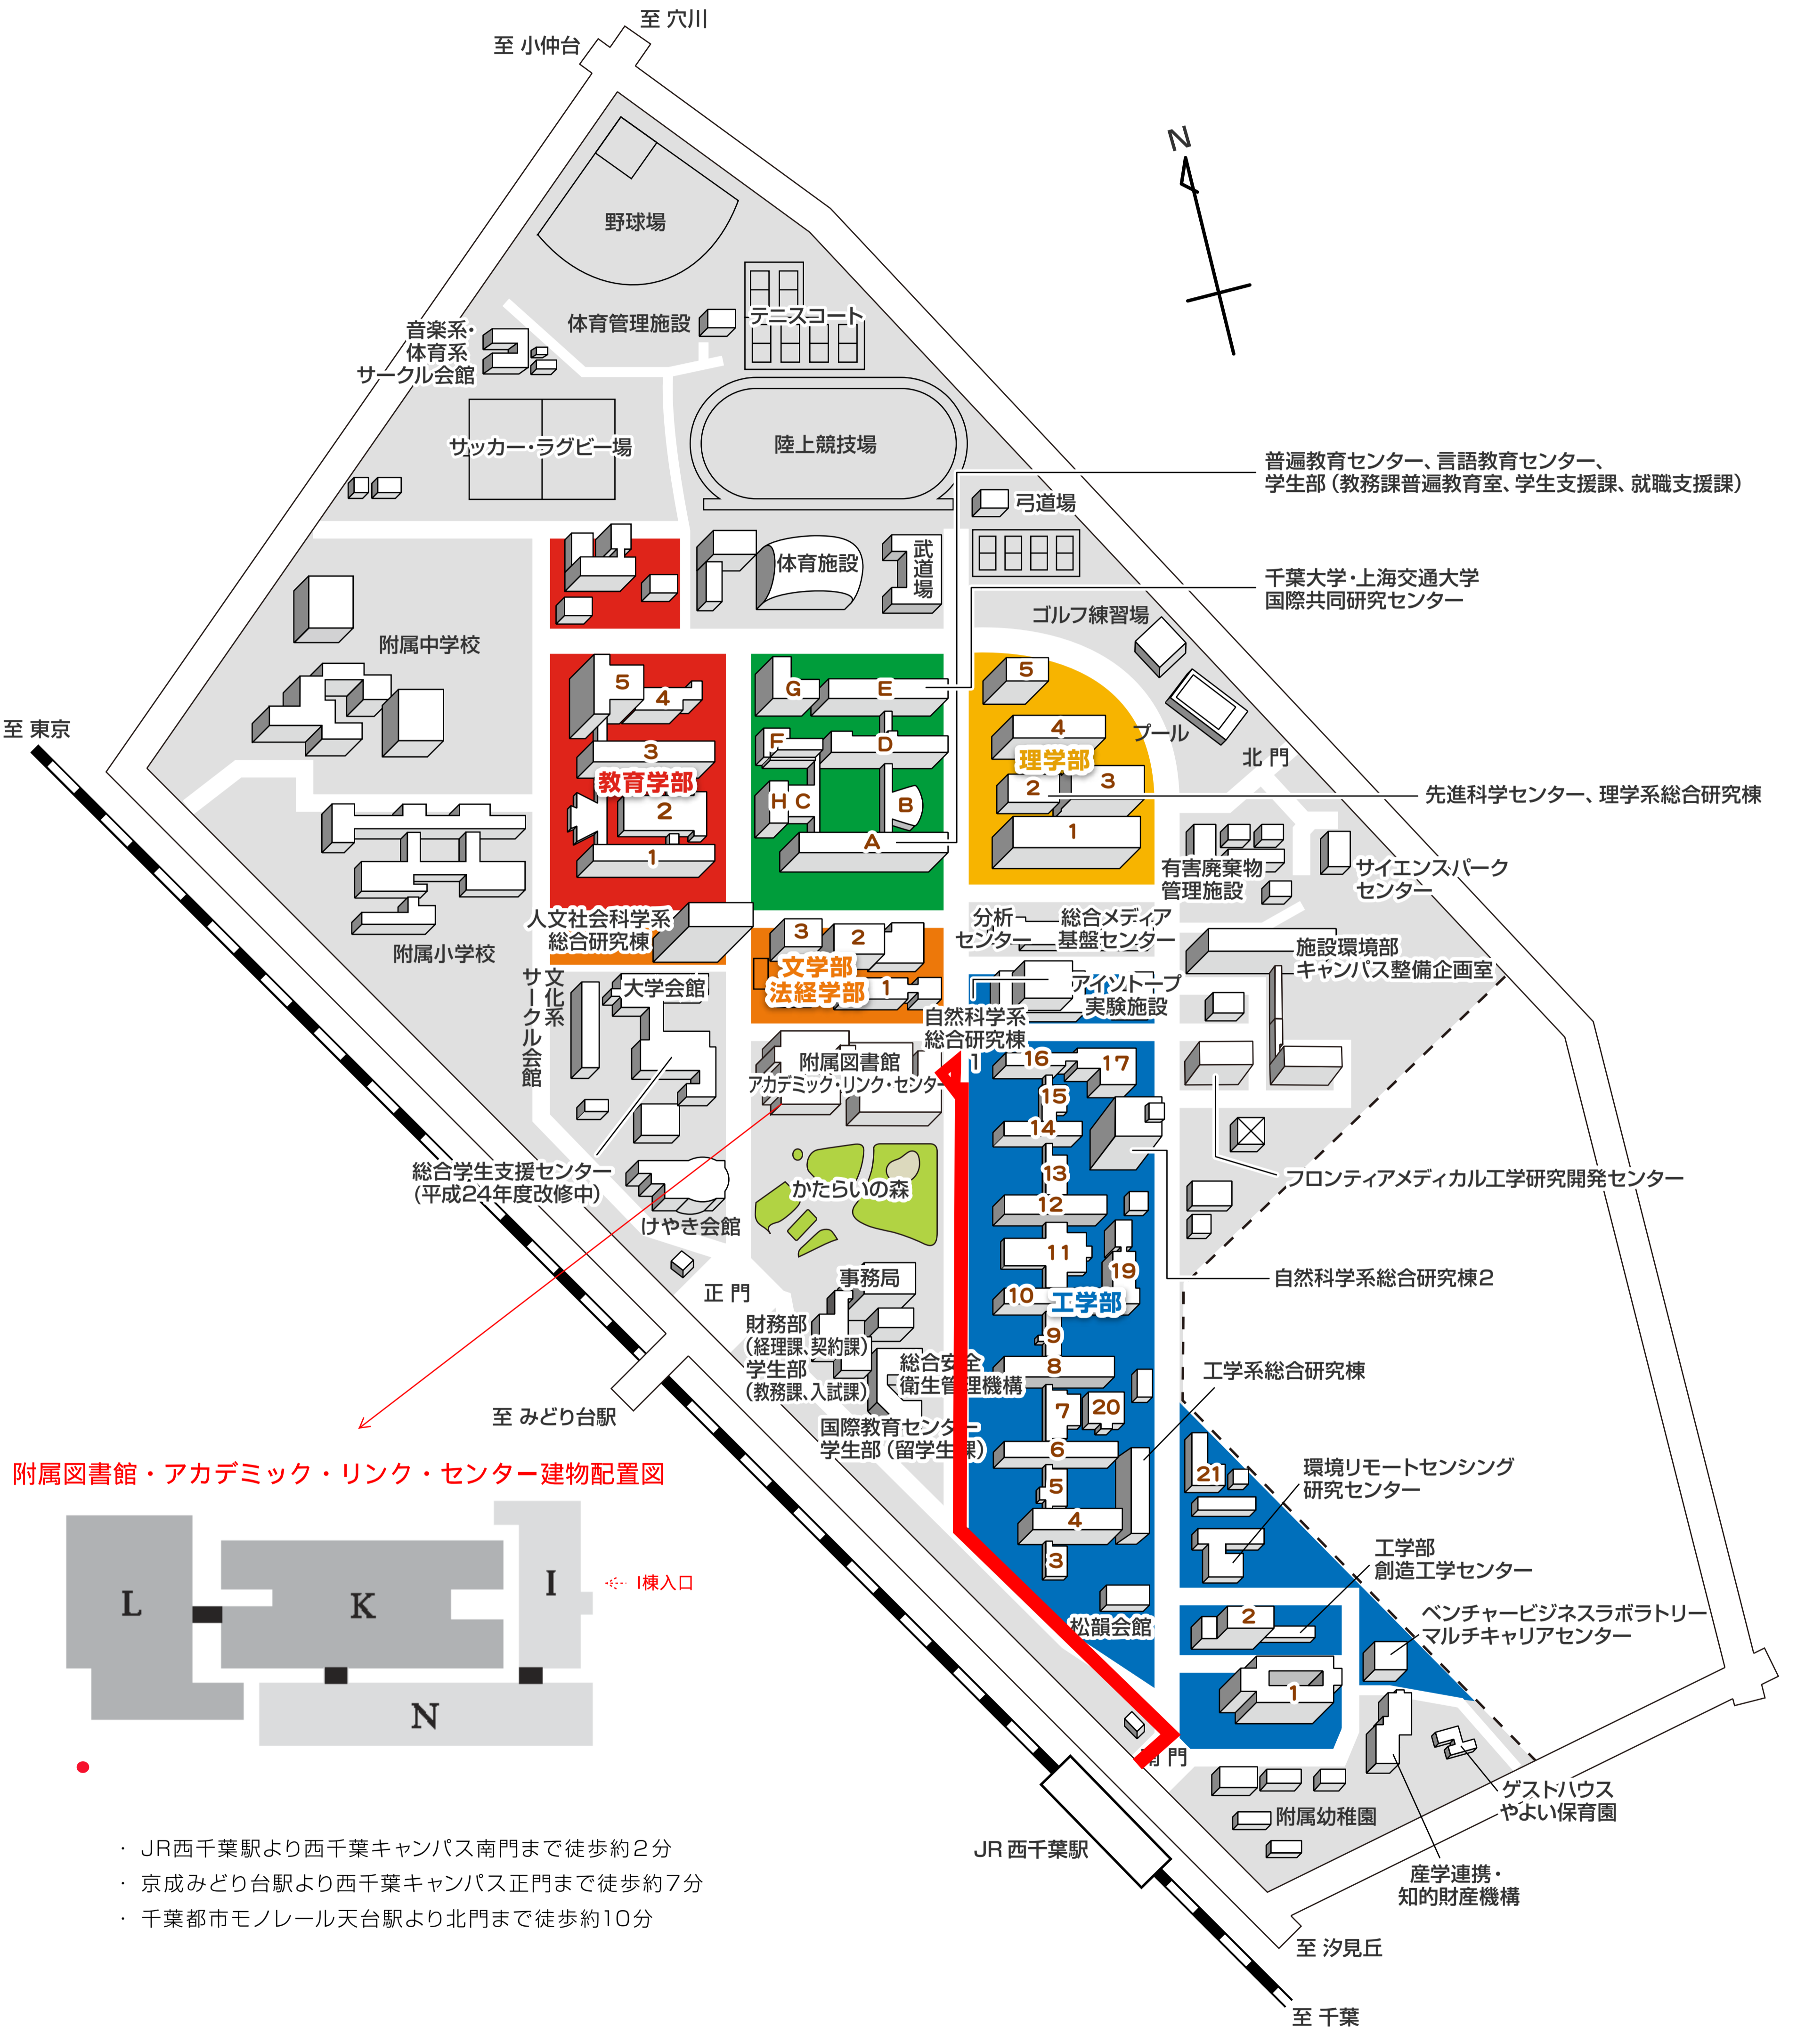 至 穴川
至 小仲台
N
野球場
体育管理施設
テニスコート
音楽系・
体育系
サークル会館
サッカー・ラグビー場
陸上競技場
弓道場
普遍教育センター、言語教育センター、
学生部（教務課普遍教育室、学生支援課、就職支援課）
体育施設
武道場
千葉大学・上海交通大学
国際共同研究センター
ゴルフ練習場
附属中学校
プール
北門
至 東京
5
4
3
教育学部
2
1
G
E
F
D
H
C
B
A
5
4
理学部
2
3
1
先進科学センター、理学系総合研究棟
有害廃棄物
管理施設
サイエンスパーク
センター
附属小学校
人文社会科学系
総合研究棟
3
2
文学部
法経学部
1
分析
センター
総合メディア
基盤センター
施設環境部
キャンパス整備企画室
文化系
サークル会館
大学会館
アイソトープ
実験施設
自然科学系
総合研究棟
1
附属図書館
アカデミック・リンク・センター
16
17
15
14
13
12
11
19
10
工学部
9
8
7
20
6
5
4
3
総合学生支援センター
(平成24年度改修中)
かたらいの森
けやき会館
フロンティアメディカル工学研究開発センター
自然科学系総合研究棟2
正門
事務局
財務部
(経理課、契約課)
学生部
(教務課、入試課)
総合安全
衛生管理機構
国際教育センター
学生部（留学生課）
工学系総合研究棟
至 みどり台駅
21
環境リモートセンシング
研究センター
工学部
創造工学センター
2
ベンチャービジネスラボラトリー
マルチキャリアセンター
松韻会館
1
南門
附属図書館・アカデミック・リンク・センター建物配置図
L
K
I
I棟入口
N
ゲストハウス
やよい保育園
附属幼稚園
JR 西千葉駅
産学連携・
知的財産機構
・ JR西千葉駅より西千葉キャンパス南門まで徒歩約2分
・ 京成みどり台駅より西千葉キャンパス正門まで徒歩約7分
・ 千葉都市モノレール天台駅より北門まで徒歩約10分
至 汐見丘
至 千葉